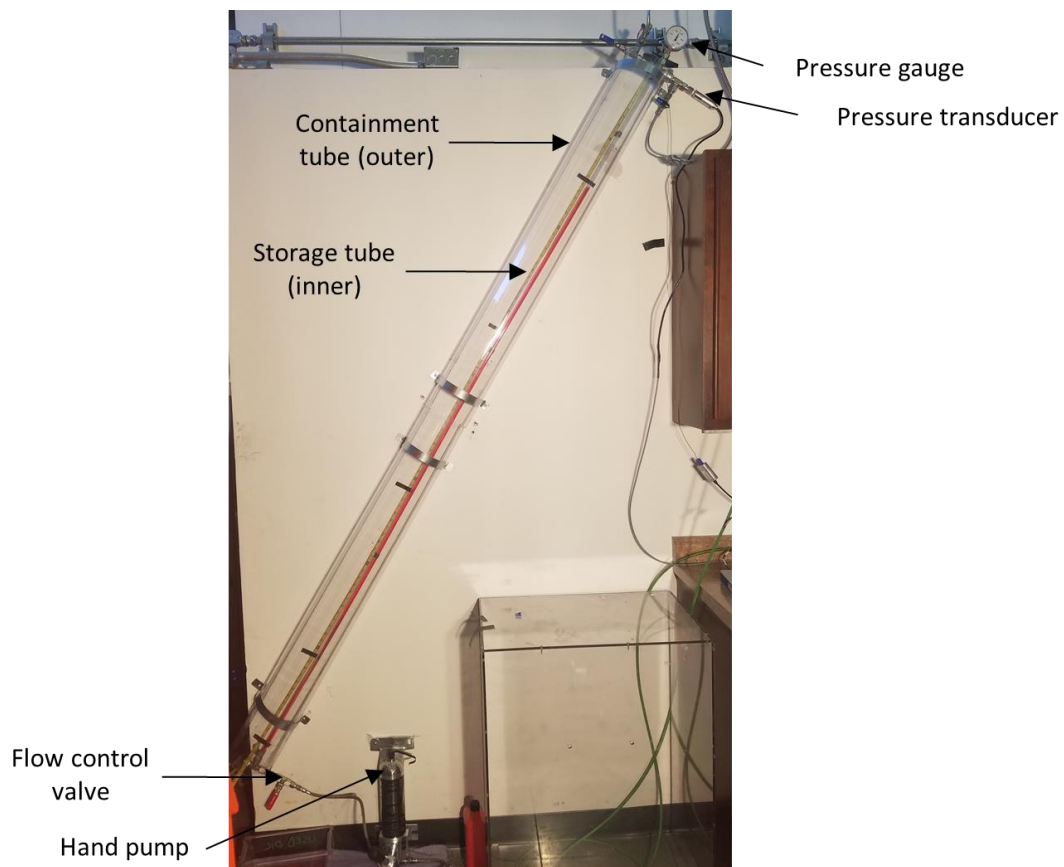 Pressure gauge
Pressure transducer
Containment
tube (outer)
Storage tube
(inner)
Flow control
valve
Hand pump